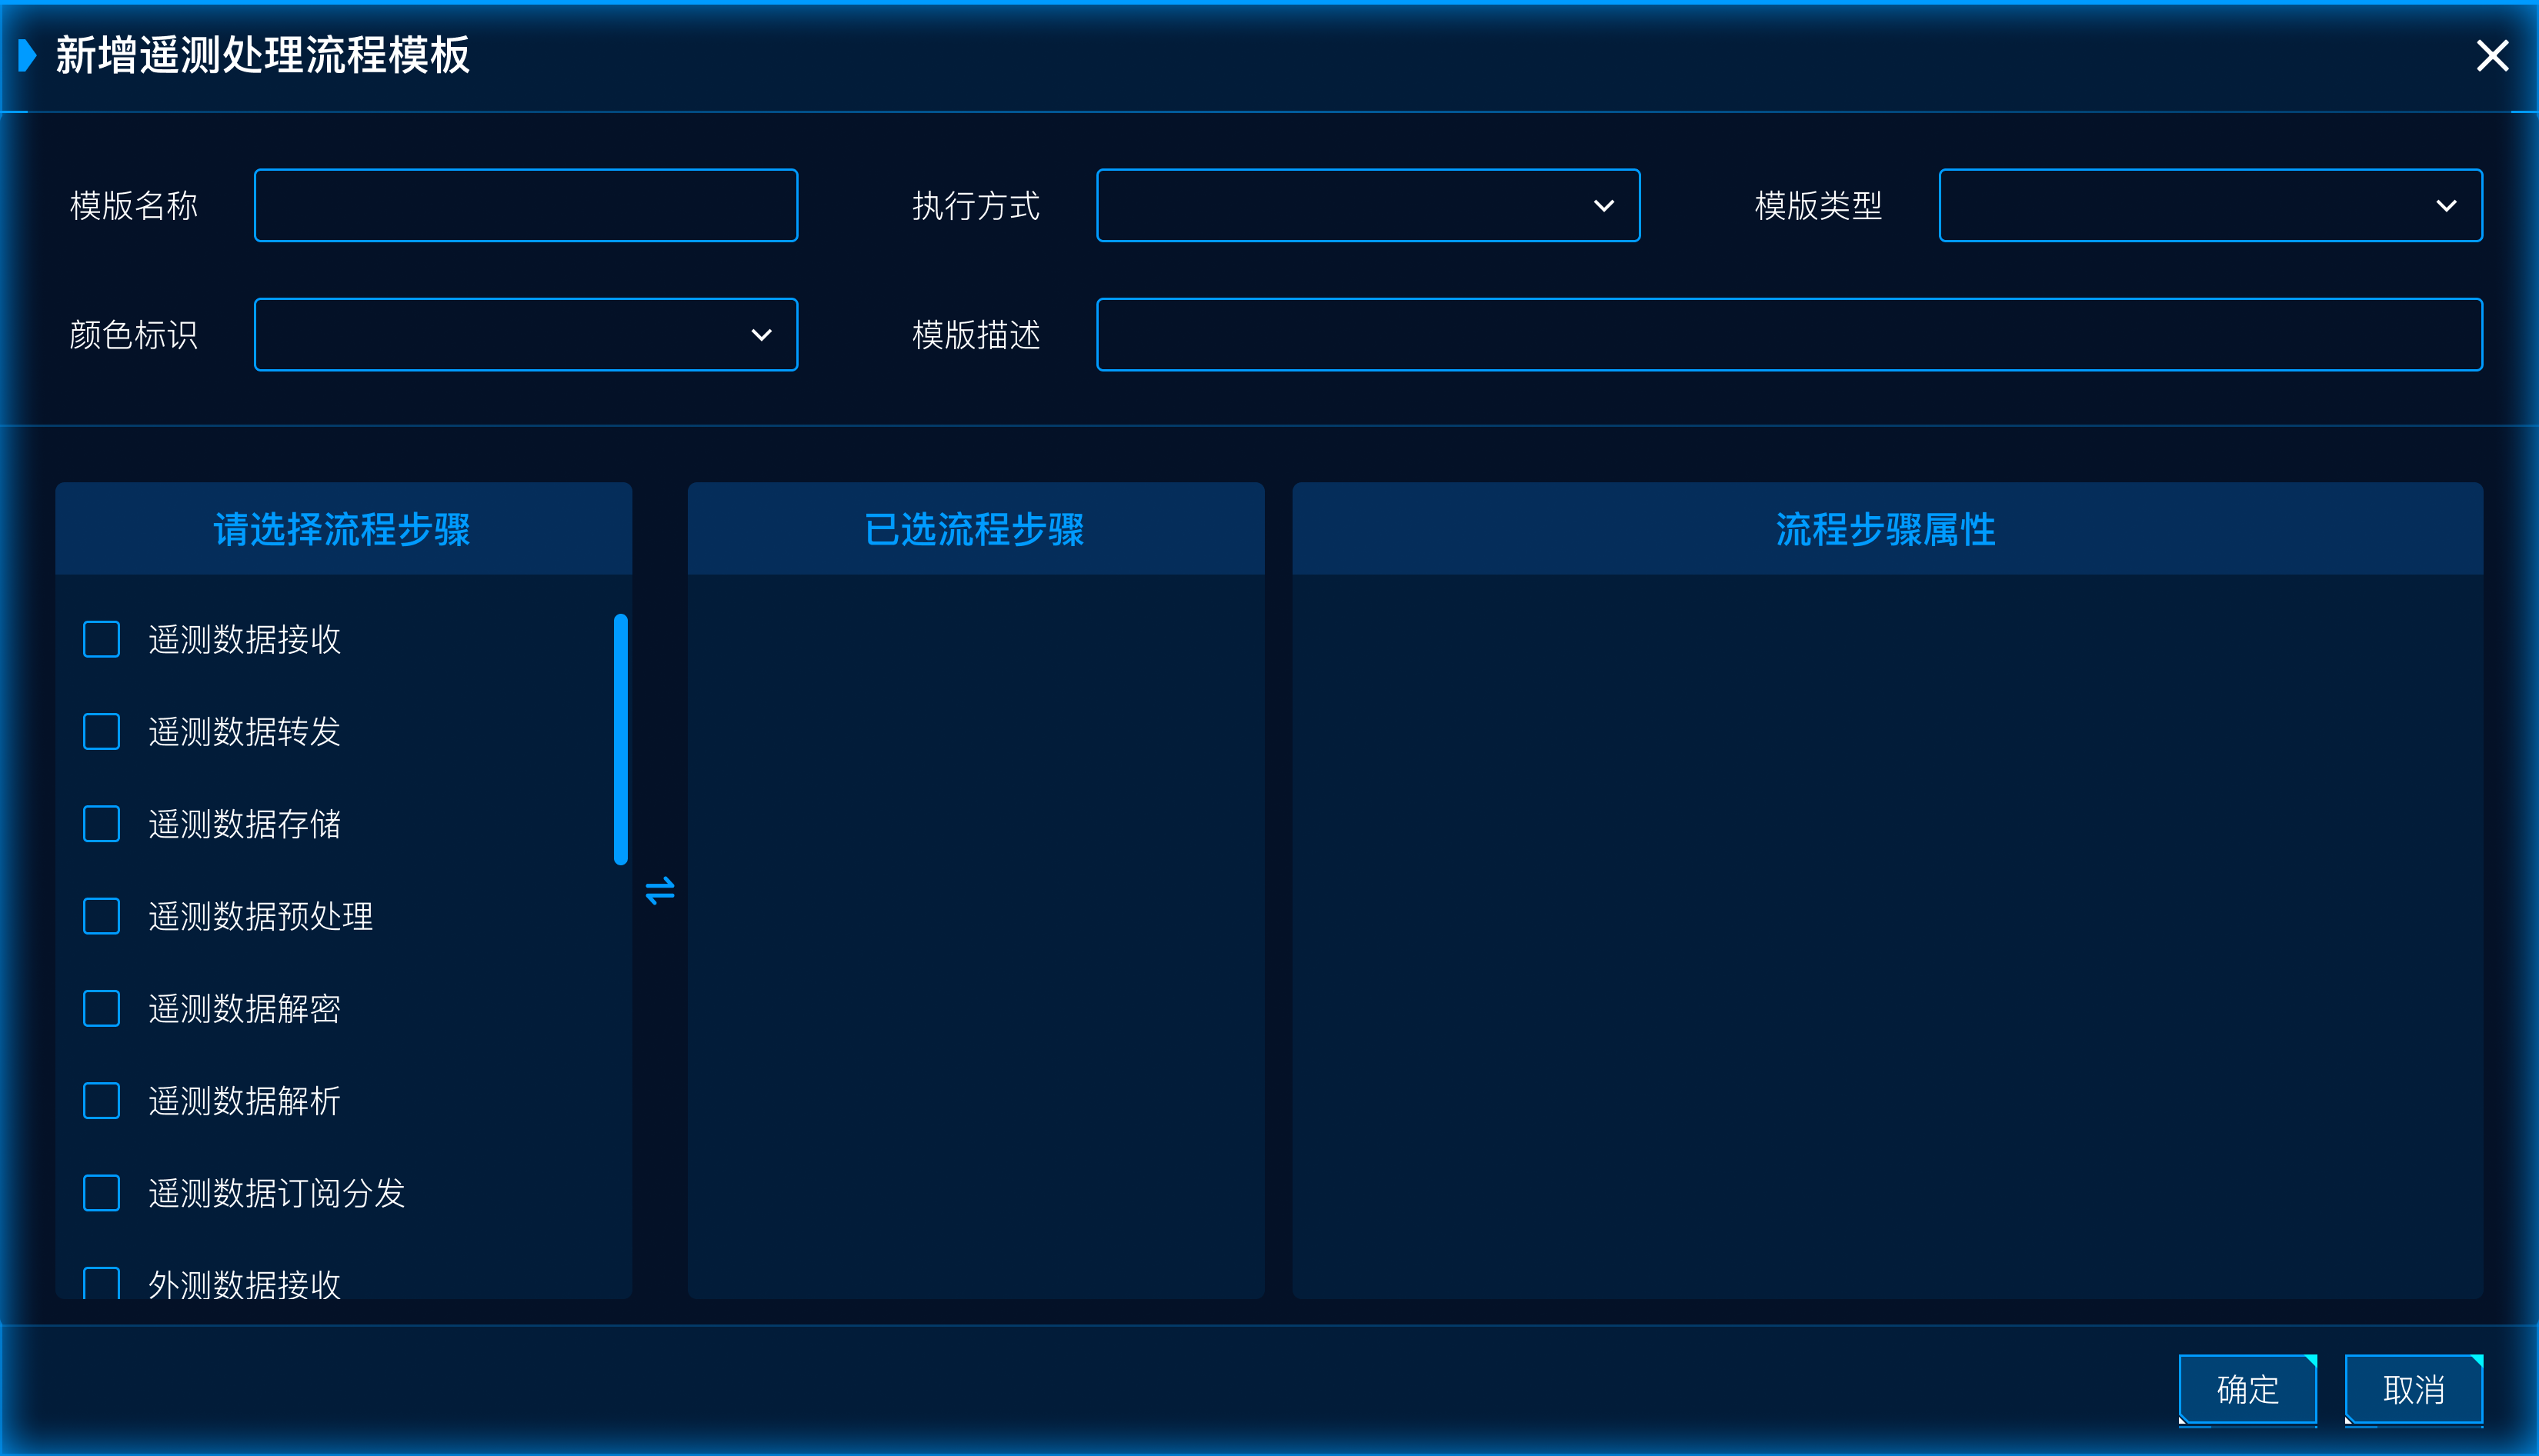 新增遥测处理流程模板
模版名称
执行方式
模版类型
颜色标识
模版描述
请选择流程步骤
已选流程步骤
流程步骤属性
遥测数据接收
遥测数据转发
遥测数据存储
遥测数据预处理
遥测数据解密
遥测数据解析
遥测数据订阅分发
外测数据接收
确定
取消